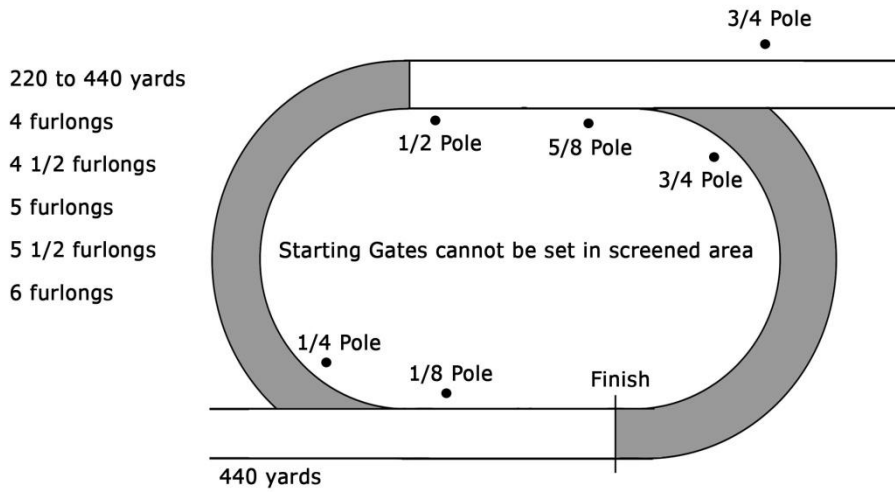 3/4 Pole
220 to 440 yards
4 furlongs
1/2 Pole
5/8 Pole
4 1/2 furlongs
3/4 Pole
5 furlongs
5 1/2 furlongs
Starting Gates cannot be set in screened area
6 furlongs
1/4 Pole
1/8 Pole
Finish
440 yards